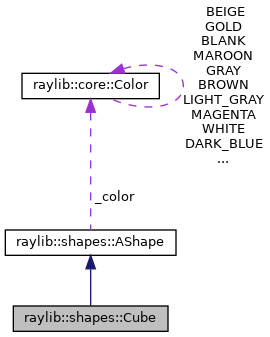 BEIGE
GOLD
BLANK
MAROON
GRAY
BROWN
LIGHT_GRAY
MAGENTA
WHITE
DARK_BLUE
...
raylib::core::Color
_color
raylib::shapes::AShape
raylib::shapes::Cube